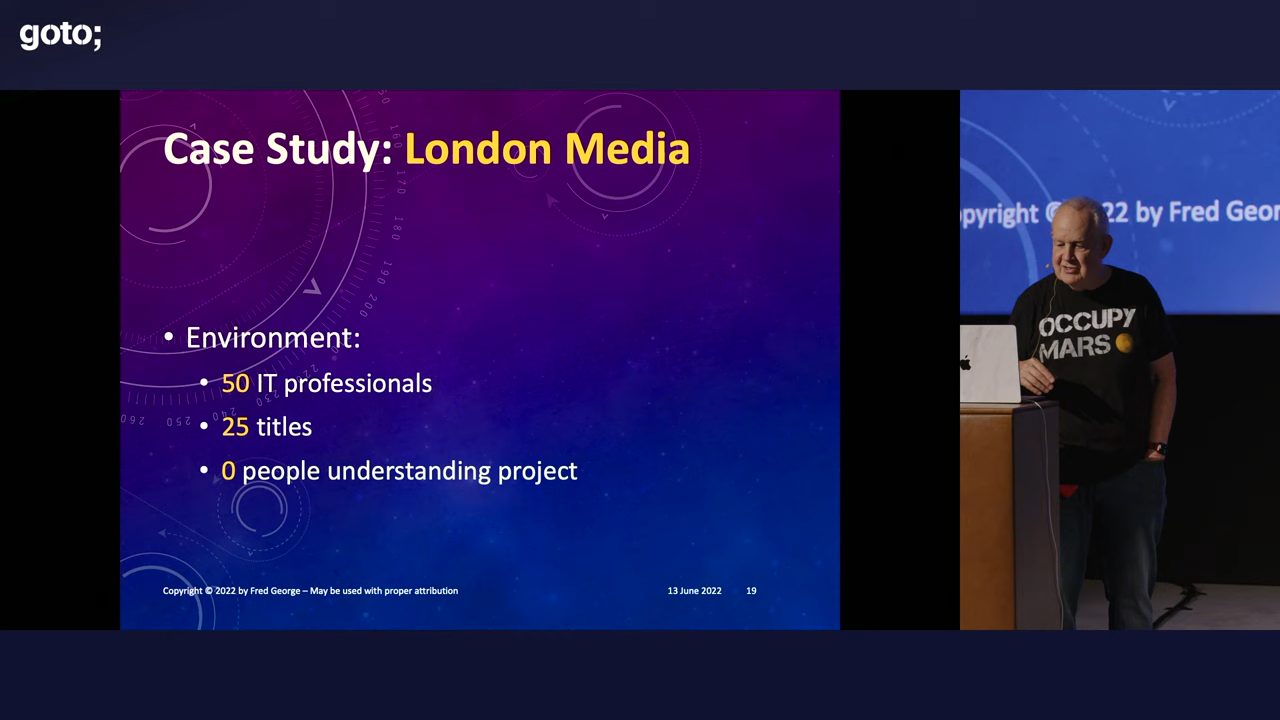 goto;
Case Study: London Media
• Environment:
• 50 IT professionals
• 25 titles
• 0 people understanding project
Copyright © 2022 by Fred George – May be used with proper attribution
13 June 2022
19
OCCUPY
MARS